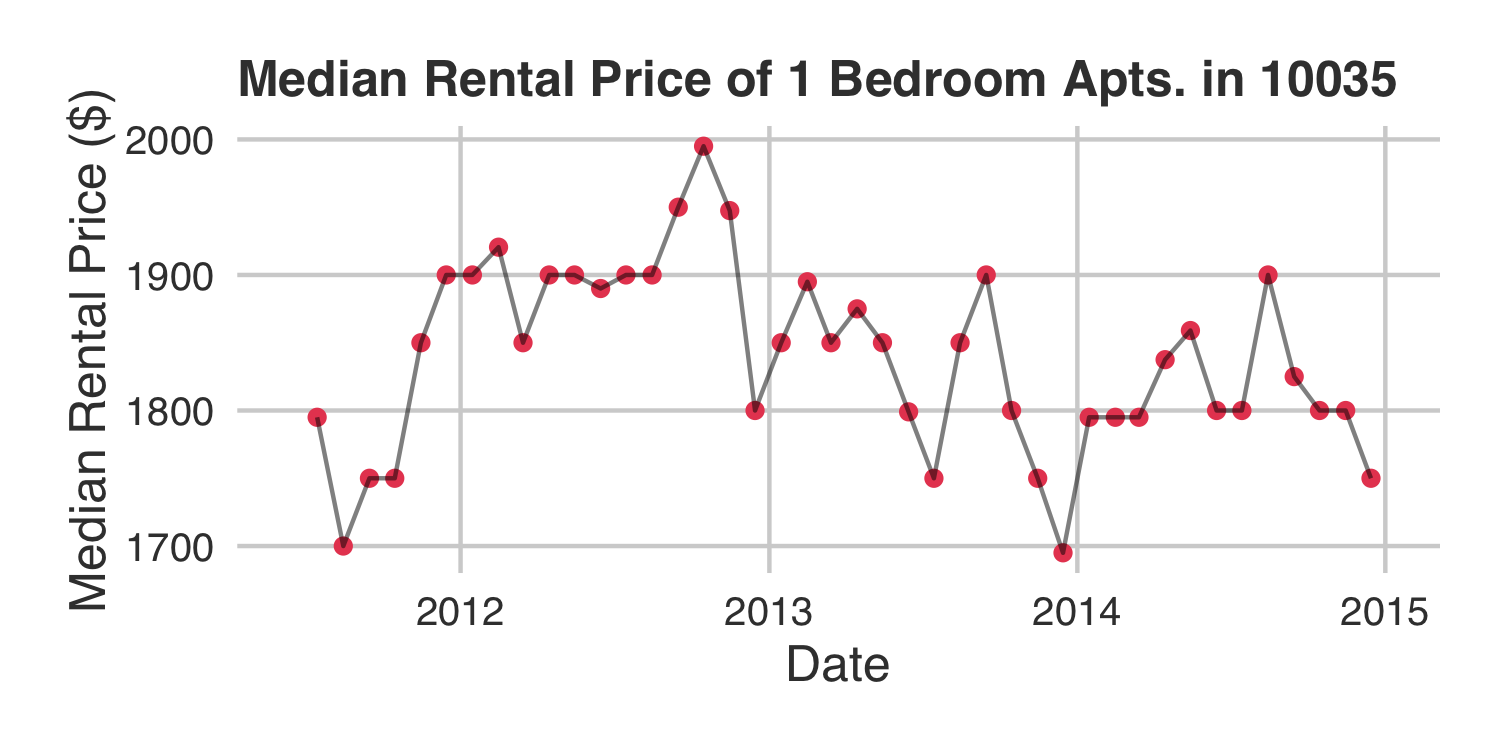 Median Rental Price of 1 Bedroom Apts. in 10035
Median Rental Price ($)
2000
1900
1800
1700
2012 2013 2014 2015
Date